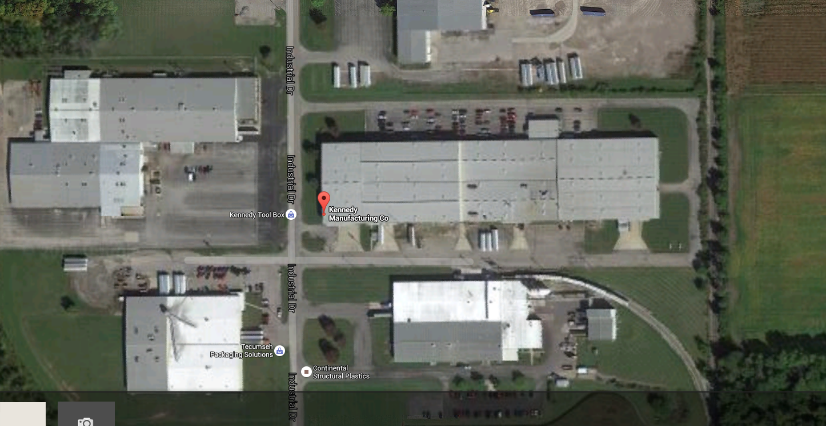 Industrial Dr
Industrial Dr
Kennedy Tool Box
Kennedy
Manufacturing Co
Industrial Dr
Tecumseh
Packaging Solutions
Continental
Structural Plastics
Industrial Dr